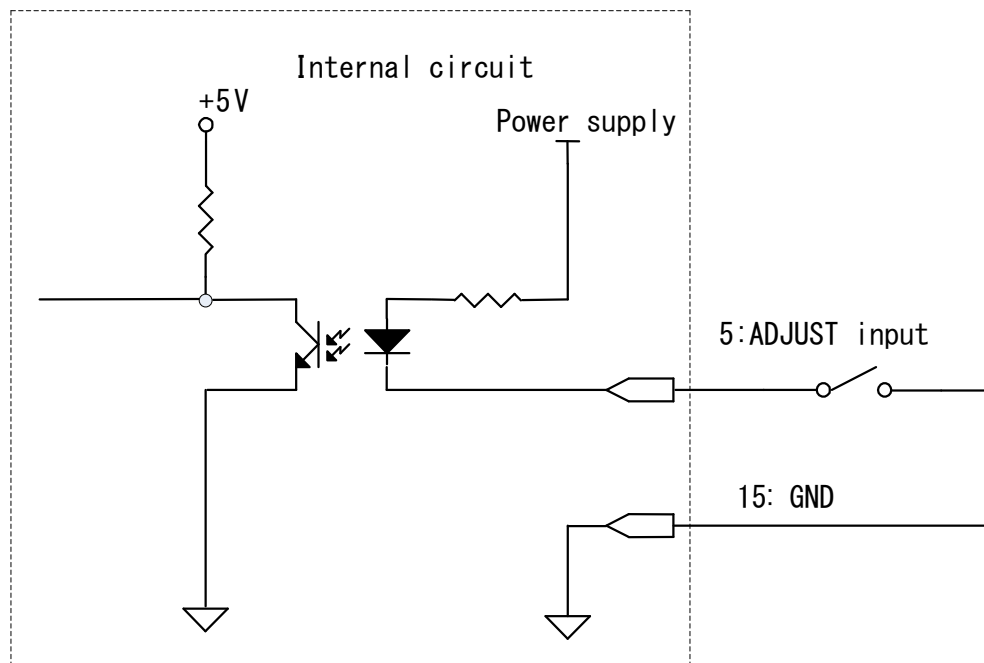 Internal circuit
+5V
Power supply
5:ADJUST input
15: GND